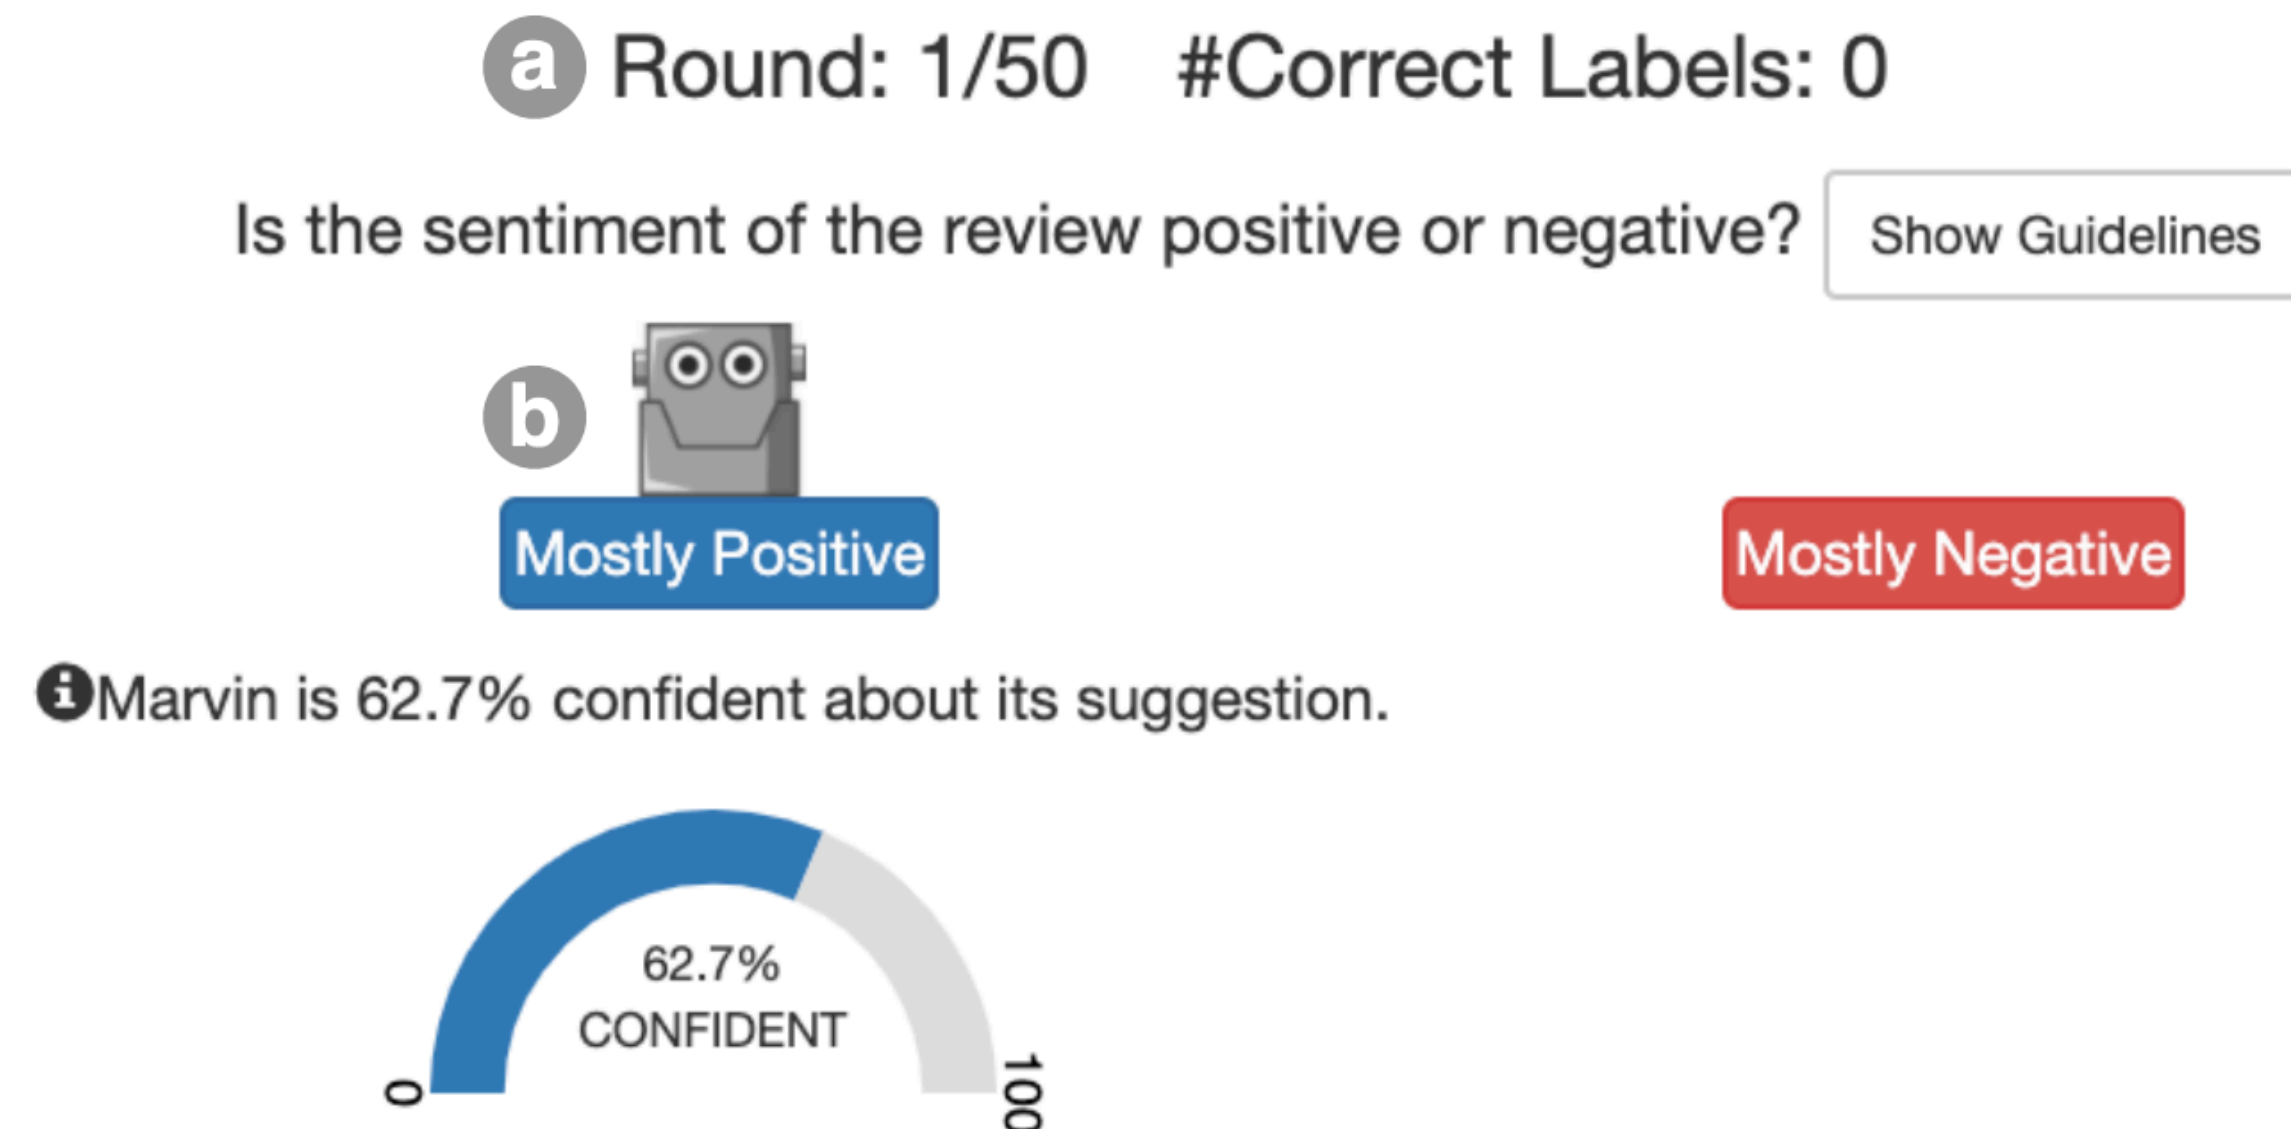 a Round: 1/50 #Correct Labels: 0
Is the sentiment of the review positive or negative? Show Guidelines
b
Mostly Positive Mostly Negative
iMarvin is 62.7% confident about its suggestion.
62.7%
CONFIDENT
0 100